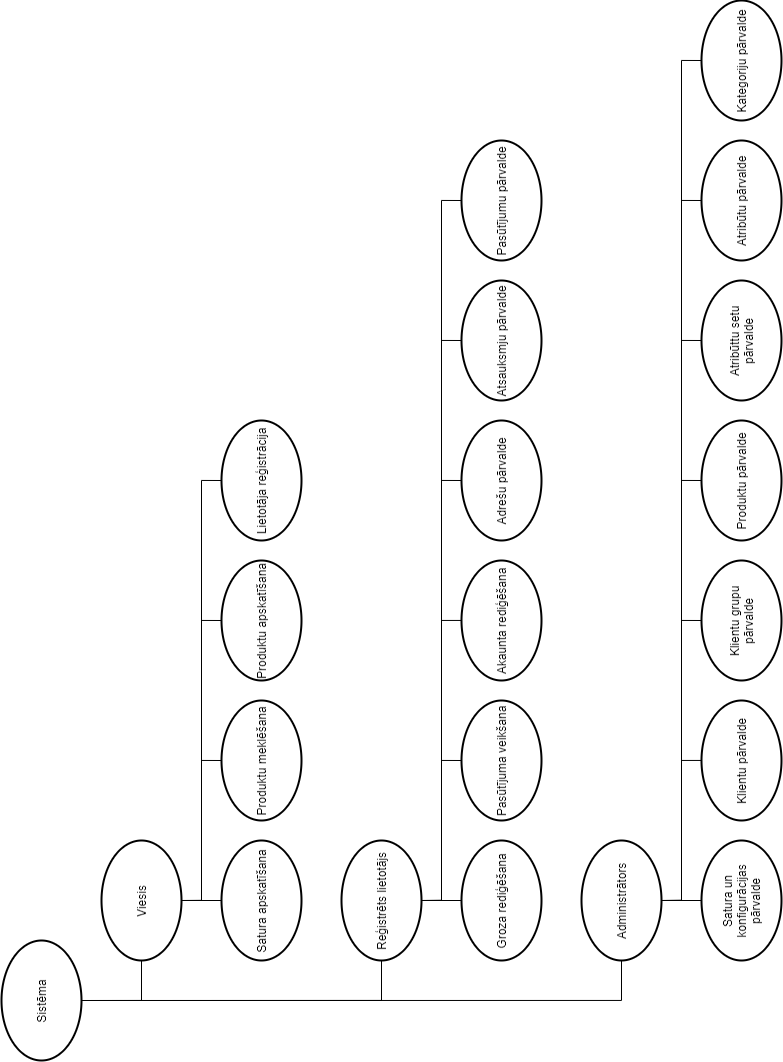 Sistēma
Viesis
Satura apskatīšana
Produktu meklēšana
Produktu apskatīšana
Lietotāja reģistrācija
Reģistrēts lietotājs
Groza rediģēšana
Pasūtījuma veikšana
Akaunta rediģēšana
Adrešu pārvalde
Atsauksmju pārvalde
Pasūtījumu pārvalde
Administrātors
Satura un
konfigurācijas
pārvalde
Klientu pārvalde
Klientu grupu
pārvalde
Produktu pārvalde
Atribūttu setu
pārvalde
Atribūtu pārvalde
Kategoriju pārvalde